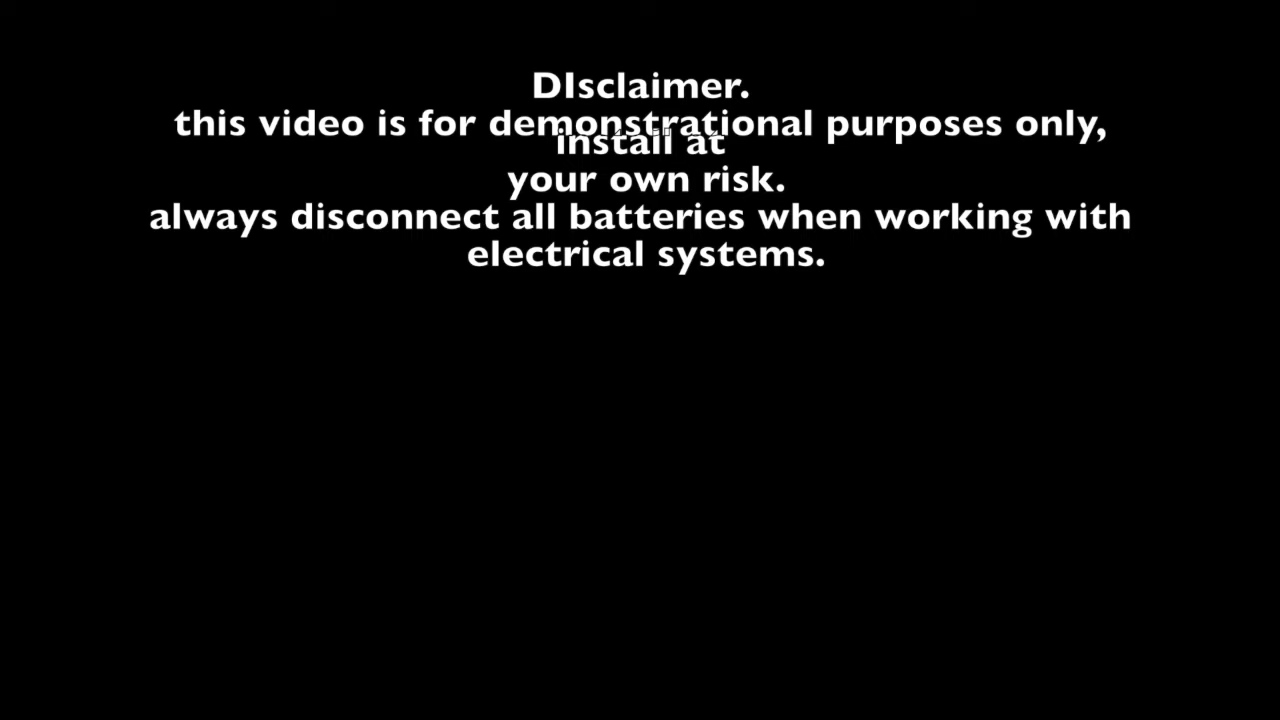 DIsclaimer.
this video is for demonstrational purposes only,
install at
your own risk.
always disconnect all batteries when working with
electrical systems.